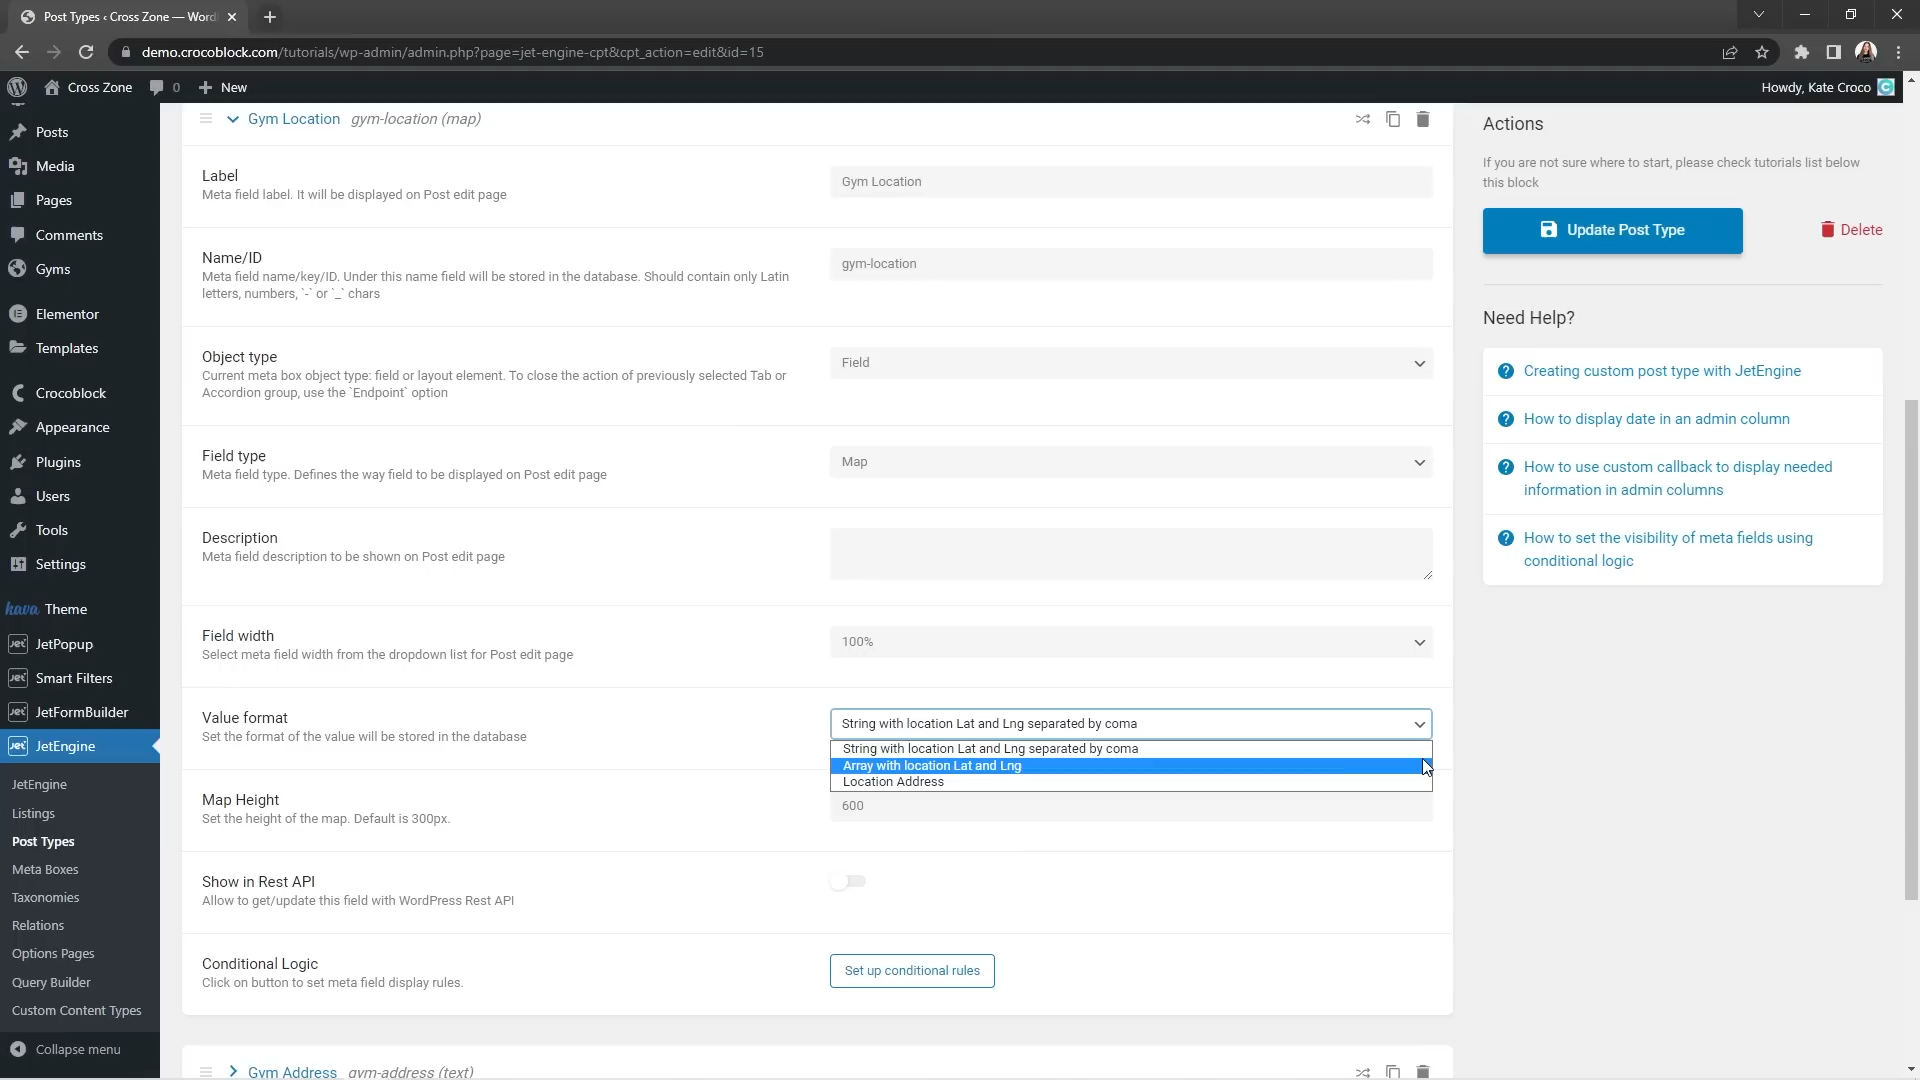 Post Types ‹ Cross Zone — Word
demo.crocoblock.com/tutorials/wp-admin/admin.php?page=jet-engine-cpt&cpt_action=edit&id=15
Cross Zone
0
New
Howdy, Kate Croco
Posts
Media
Pages
Comments
Gyms
Elementor
Templates
Crocoblock
Appearance
Plugins
Users
Tools
Settings
kava Theme
JetPopup
Smart Filters
JetFormBuilder
JetEngine
JetEngine
Listings
Post Types
Meta Boxes
Taxonomies
Relations
Options Pages
Query Builder
Custom Content Types
Collapse menu
Gym Location gym-location (map)
Label
Meta field label. It will be displayed on Post edit page
Gym Location
Name/ID
Meta field name/key/ID. Under this name field will be stored in the database. Should contain only Latin
letters, numbers, `-` or `_` chars
gym-location
Object type
Current meta box object type: field or layout element. To close the action of previously selected Tab or
Accordion group, use the `Endpoint` option
Field
Field type
Meta field type. Defines the way field to be displayed on Post edit page
Map
Description
Meta field description to be shown on Post edit page
Field width
Select meta field width from the dropdown list for Post edit page
100%
Value format
Set the format of the value will be stored in the database
String with location Lat and Lng separated by coma
String with location Lat and Lng separated by coma
Array with location Lat and Lng
Location Address
Map Height
Set the height of the map. Default is 300px.
600
Show in Rest API
Allow to get/update this field with WordPress Rest API
Conditional Logic
Click on button to set meta field display rules.
Set up conditional rules
Gym Address gym-address (text)
Actions
If you are not sure where to start, please check tutorials list below
this block
Update Post Type
Delete
Need Help?
Creating custom post type with JetEngine
How to display date in an admin column
How to use custom callback to display needed
information in admin columns
How to set the visibility of meta fields using
conditional logic